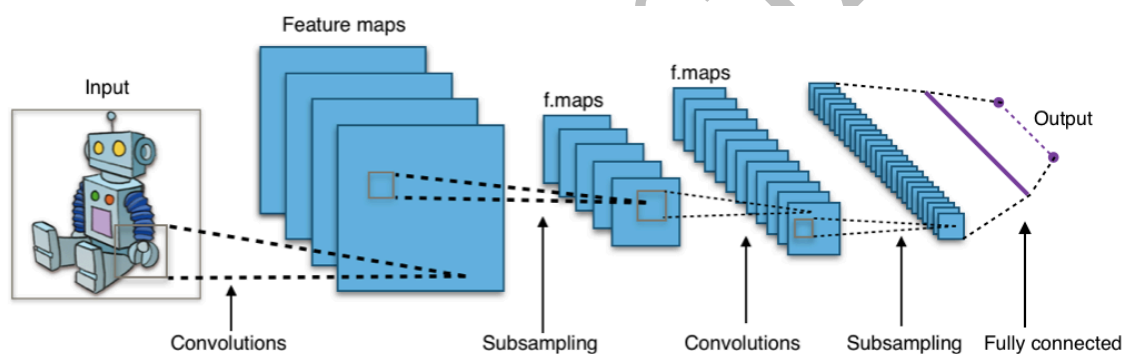 Feature maps
Input
f.maps
f.maps
Output
Convolutions
Subsampling
Convolutions
Subsampling
Fully connected